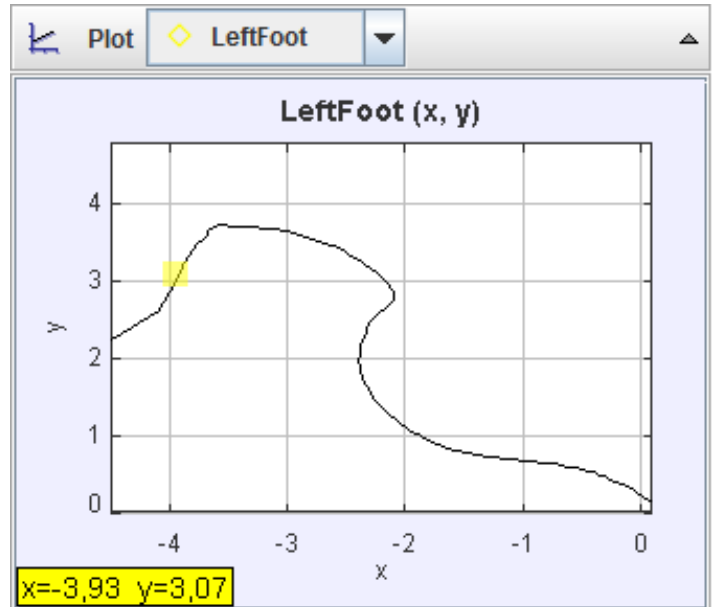 Plot LeftFoot
LeftFoot (x, y)
4
3
2
1
0
y
-4 -3 -2 -1 0
x
x=-3,93 y=3,07